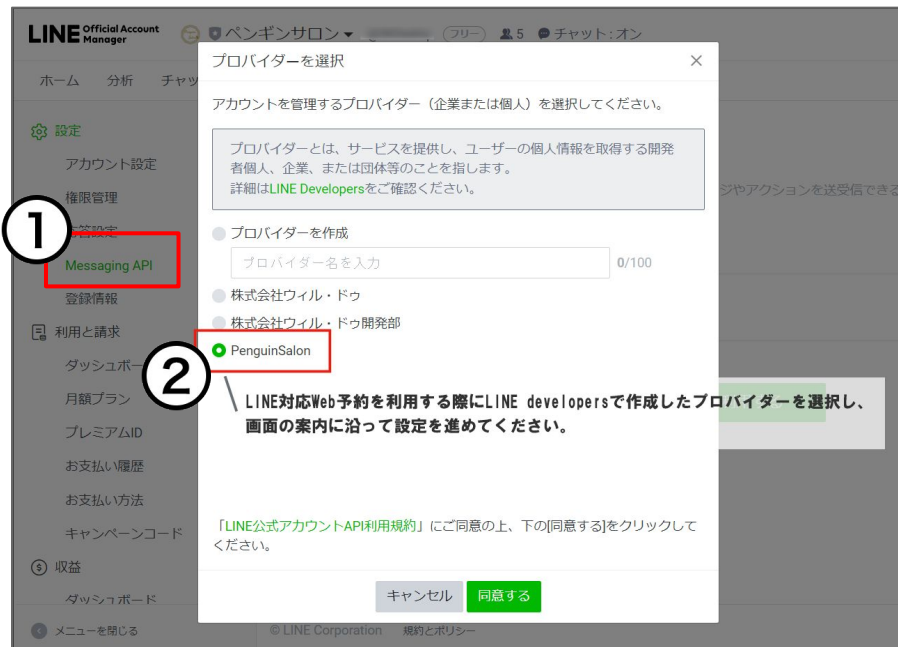 LINE Official Account Manager
ペンギンサロン
フリー
5
チャット:オン
ホーム 分析 チャッ
プロバイダーを選択
アカウントを管理するプロバイダー（企業または個人）を選択してください。
プロバイダーとは、サービスを提供し、ユーザーの個人情報を取得する開発
者個人、企業、または団体等のことを指します。
詳細はLINE Developersをご確認ください。
プロバイダーを作成
プロバイダー名を入力
0/100
株式会社ウィル・ドゥ
株式会社ウィル・ドゥ開発部
PenguinSalon
LINE対応Web予約を利用する際にLINE developersで作成したプロバイダーを選択し、
画面の案内に沿って設定を進めてください。
「LINE公式アカウントAPI利用規約」にご同意の上、下の[同意する]をクリックして
ください。
キャンセル 同意する
設定
アカウント設定
権限管理
1
応答設定
Messaging API
登録情報
利用と請求
ダッシュボー
2
月額プラン
プレミアムID
お支払い履歴
お支払い方法
キャンペーンコード
収益
ダッシュボード
メニューを閉じる
ジやアクションを送受信できる
© LINE Corporation 規約とポリシー